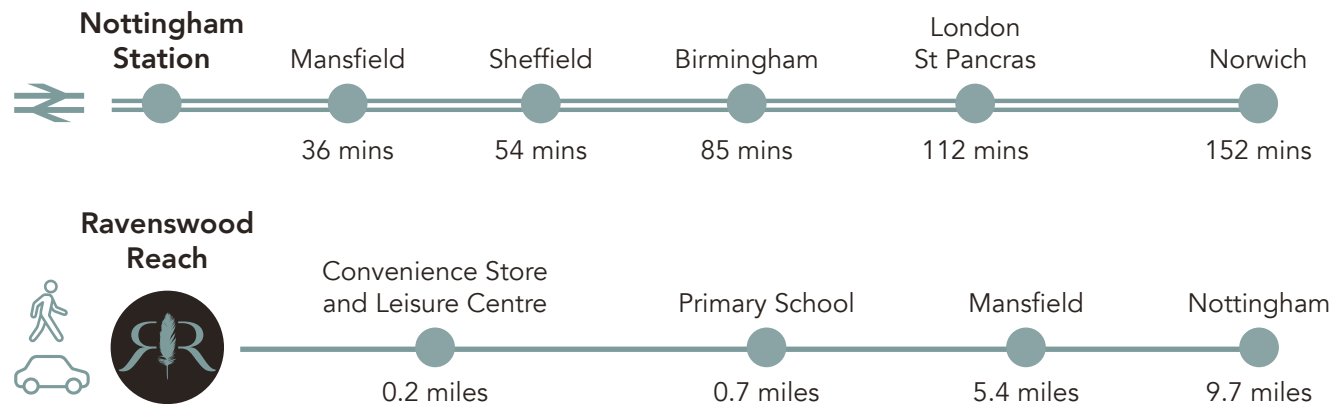 Nottingham
Station
Mansfield
Sheffield
Birmingham
London
St Pancras
Norwich
36 mins
54 mins
85 mins
112 mins
152 mins
Ravenswood
Reach
RR
Convenience Store
and Leisure Centre
Primary School
Mansfield
Nottingham
0.2 miles
0.7 miles
5.4 miles
9.7 miles